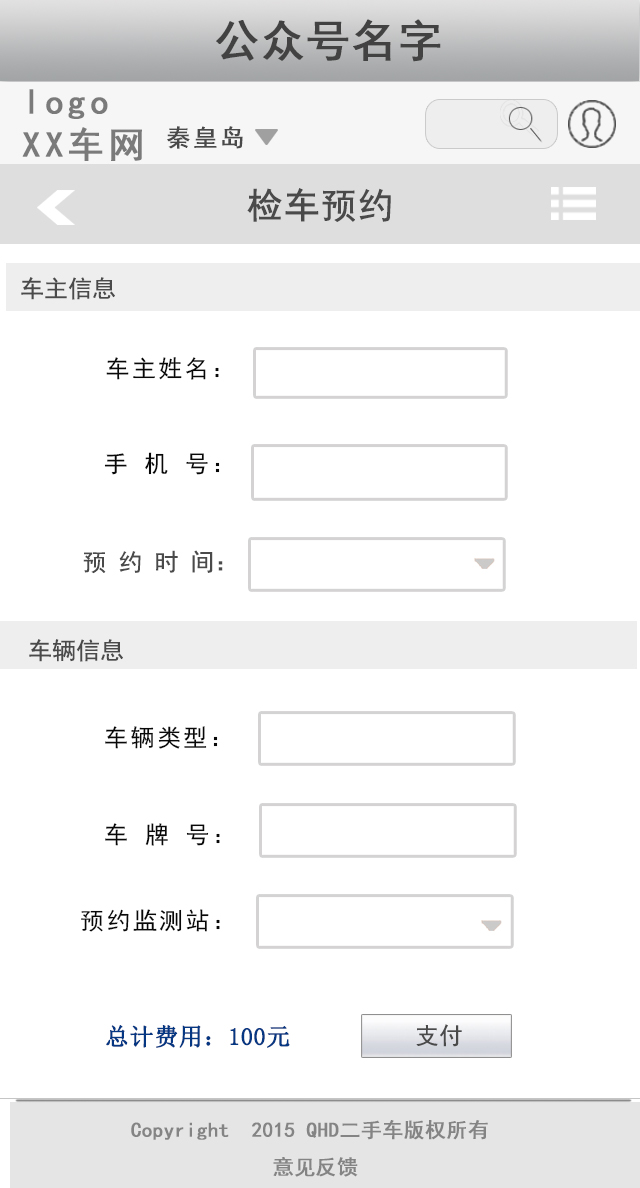 公众号名字
logo
XX车网 秦皇岛
检车预约
车主信息
车主姓名：
手 机 号：
预 约 时 间：
车辆信息
车辆类型：
车 牌 号：
预约监测站：
总计费用：100元 支付
Copyright 2015 QHD二手车版权所有
意见反馈